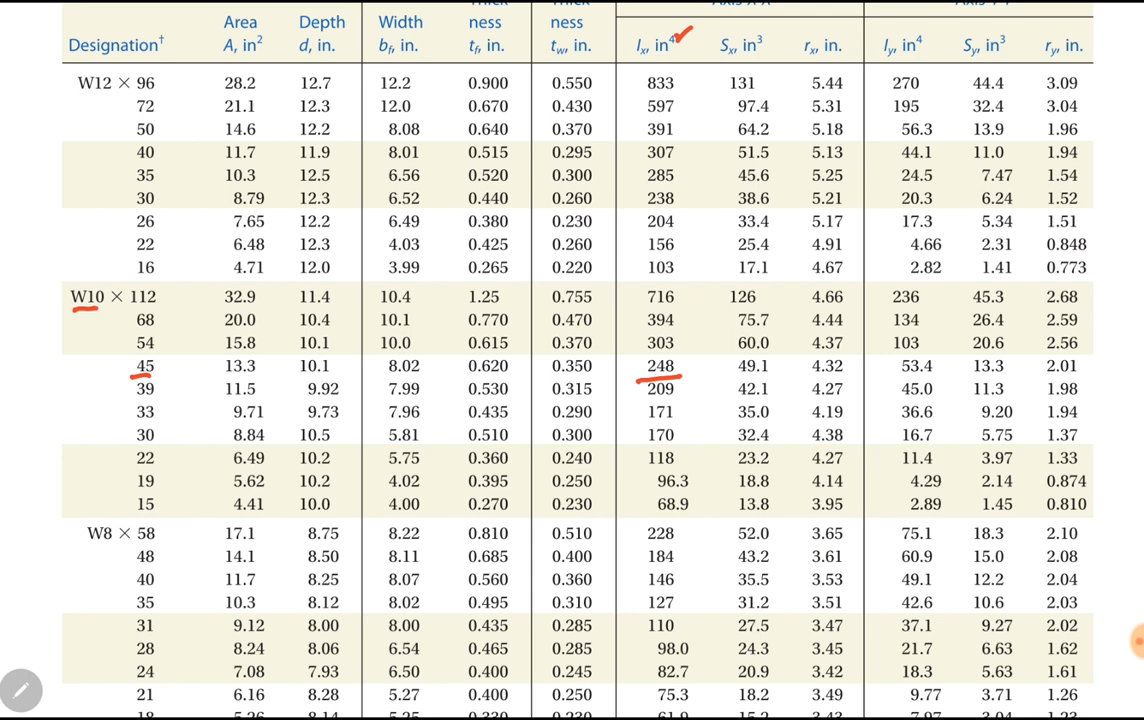 Area Depth Width ness ness
Designation† A, in² d, in. bf, in. tf, in. tw, in. Ix, in⁴ Sx, in³ rx, in. Iy, in⁴ Sy, in³ ry, in.
W12 × 96 28.2 12.7 12.2 0.900 0.550 833 131 5.44 270 44.4 3.09
72 21.1 12.3 12.0 0.670 0.430 597 97.4 5.31 195 32.4 3.04
50 14.6 12.2 8.08 0.640 0.370 391 64.2 5.18 56.3 13.9 1.96
40 11.7 11.9 8.01 0.515 0.295 307 51.5 5.13 44.1 11.0 1.94
35 10.3 12.5 6.56 0.520 0.300 285 45.6 5.25 24.5 7.47 1.54
30 8.79 12.3 6.52 0.440 0.260 238 38.6 5.21 20.3 6.24 1.52
26 7.65 12.2 6.49 0.380 0.230 204 33.4 5.17 17.3 5.34 1.51
22 6.48 12.3 4.03 0.425 0.260 156 25.4 4.91 4.66 2.31 0.848
16 4.71 12.0 3.99 0.265 0.220 103 17.1 4.67 2.82 1.41 0.773
W10 × 112 32.9 11.4 10.4 1.25 0.755 716 126 4.66 236 45.3 2.68
68 20.0 10.4 10.1 0.770 0.470 394 75.7 4.44 134 26.4 2.59
54 15.8 10.1 10.0 0.615 0.370 303 60.0 4.37 103 20.6 2.56
45 13.3 10.1 8.02 0.620 0.350 248 49.1 4.32 53.4 13.3 2.01
39 11.5 9.92 7.99 0.530 0.315 209 42.1 4.27 45.0 11.3 1.98
33 9.71 9.73 7.96 0.435 0.290 171 35.0 4.19 36.6 9.20 1.94
30 8.84 10.5 5.81 0.510 0.300 170 32.4 4.38 16.7 5.75 1.37
22 6.49 10.2 5.75 0.360 0.240 118 23.2 4.27 11.4 3.97 1.33
19 5.62 10.2 4.02 0.395 0.250 96.3 18.8 4.14 4.29 2.14 0.874
15 4.41 10.0 4.00 0.270 0.230 68.9 13.8 3.95 2.89 1.45 0.810
W8 × 58 17.1 8.75 8.22 0.810 0.510 228 52.0 3.65 75.1 18.3 2.10
48 14.1 8.50 8.11 0.685 0.400 184 43.2 3.61 60.9 15.0 2.08
40 11.7 8.25 8.07 0.560 0.360 146 35.5 3.53 49.1 12.2 2.04
35 10.3 8.12 8.02 0.495 0.310 127 31.2 3.51 42.6 10.6 2.03
31 9.12 8.00 8.00 0.435 0.285 110 27.5 3.47 37.1 9.27 2.02
28 8.24 8.06 6.54 0.465 0.285 98.0 24.3 3.45 21.7 6.63 1.62
24 7.08 7.93 6.50 0.400 0.245 82.7 20.9 3.42 18.3 5.63 1.61
21 6.16 8.28 5.27 0.400 0.250 75.3 18.2 3.49 9.77 3.71 1.26